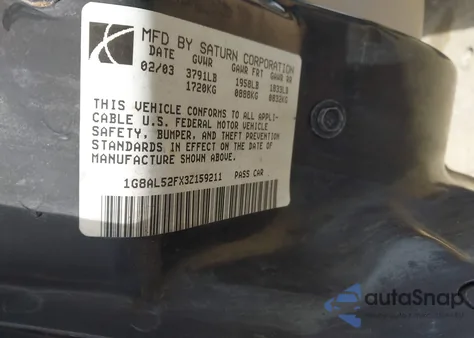 MFD BY SATURN CORPORATION
DATE GVWR GAWR FRT GAWR RR
02/03 3791LB 1958LB 1833LB
1720KG 0888KG 0832KG
THIS VEHICLE CONFORMS TO ALL APPLI-
CABLE U.S. FEDERAL MOTOR VEHICLE
SAFETY, BUMPER, AND THEFT PREVENTION
STANDARDS IN EFFECT ON THE DATE OF
MANUFACTURE SHOWN ABOVE.
1G8AL52FX3Z159211 PASS CAR
autoSnap